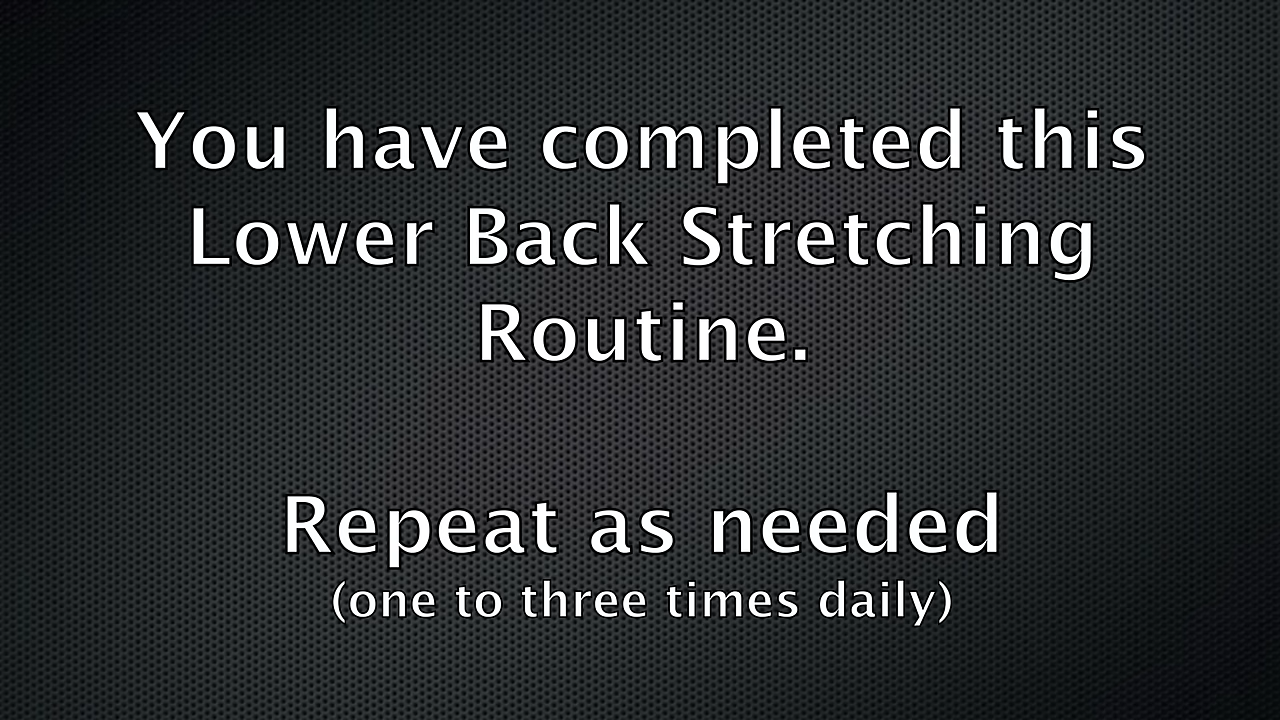 You have completed this
Lower Back Stretching
Routine.
Repeat as needed
(one to three times daily)